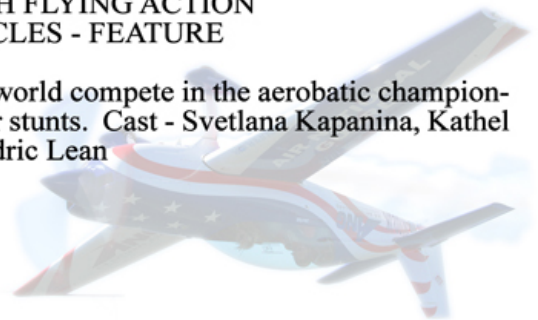 H FLYING ACTION
CLES - FEATURE
world compete in the aerobatic champion-
r stunts.  Cast - Svetlana Kapanina, Kathel
dric Lean